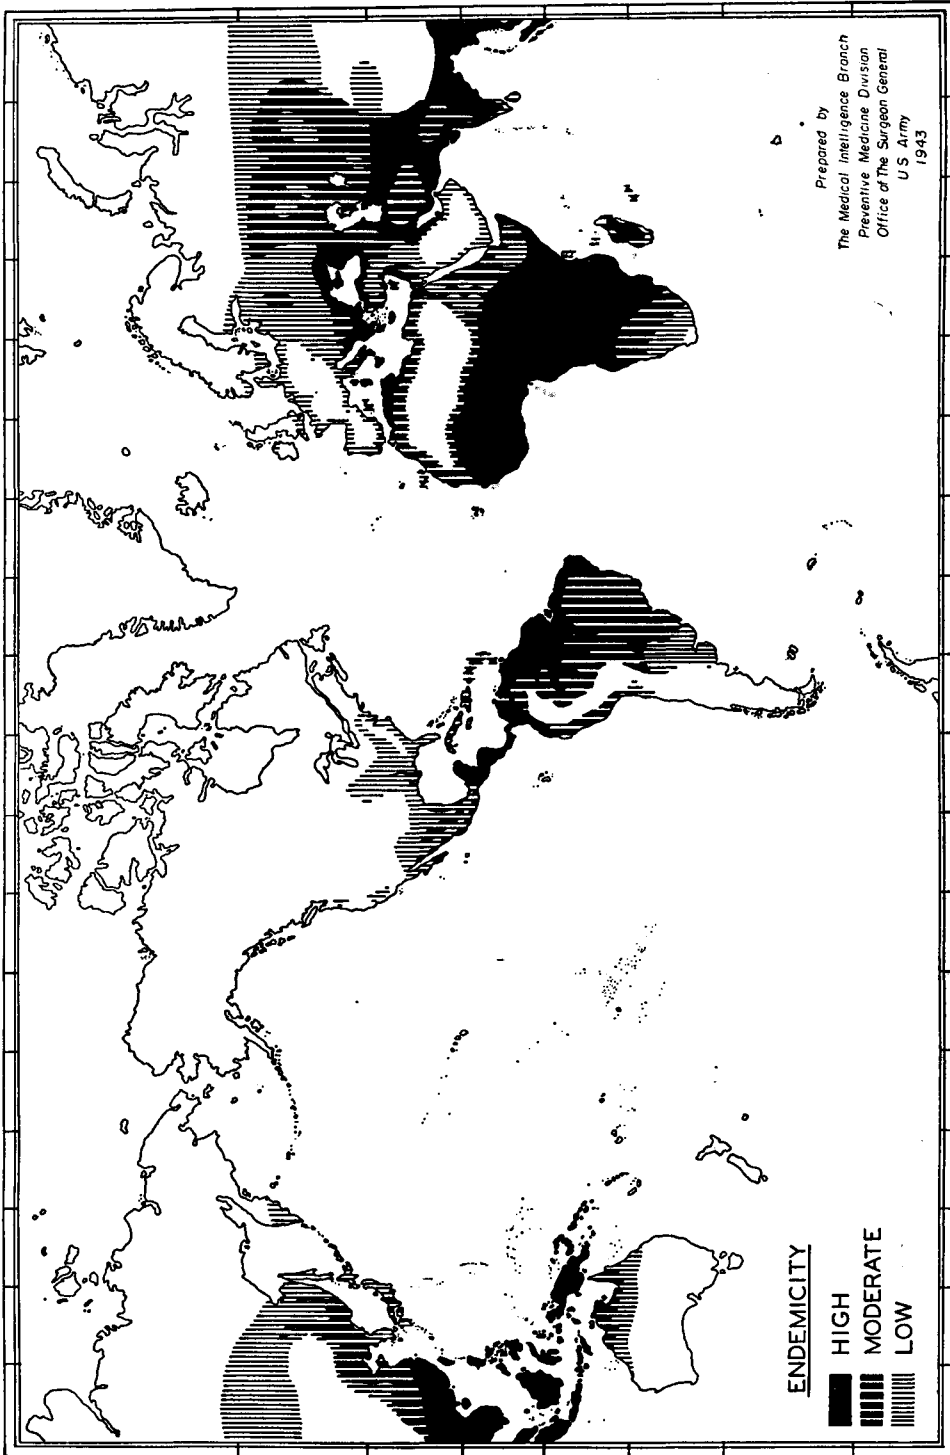 Prepared by
The Medical Intelligence Branch
Preventive Medicine Division
Office of The Surgeon General
U S Army
1943
ENDEMICITY
HIGH
MODERATE
LOW